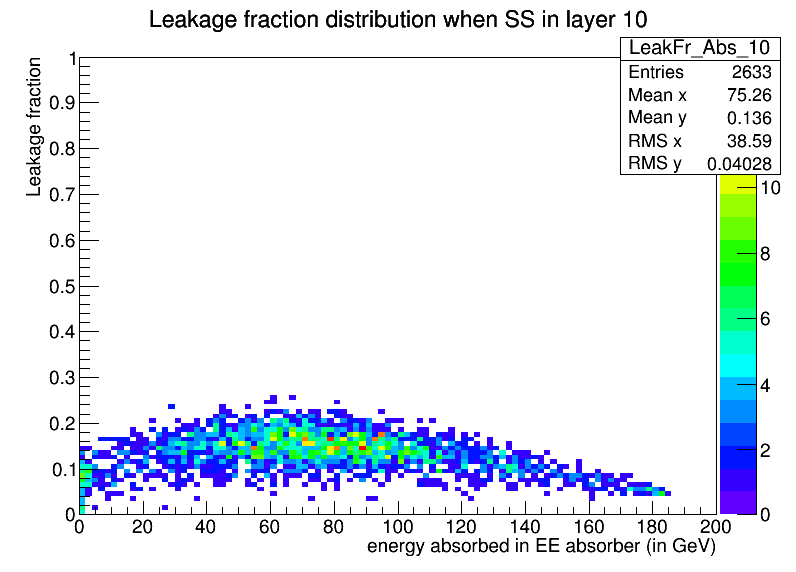 Leakage fraction distribution when SS in layer 10
LeakFr_Abs_10
Entries 2633
Mean x 75.26
Mean y 0.136
RMS x 38.59
RMS y 0.04028
Leakage fraction
1
0.9
0.8
0.7
0.6
0.5
0.4
0.3
0.2
0.1
0
10
8
6
4
2
0
0 20 40 60 80 100 120 140 160 180 200
energy absorbed in EE absorber (in GeV)